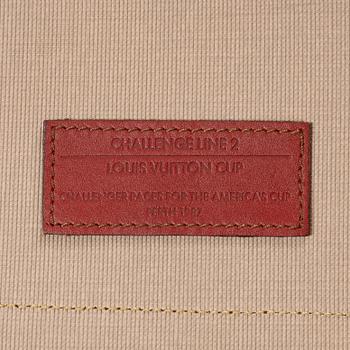 CHALLENGE LINE 2
LOUIS VUITTON CUP
CHALLENGER RACES FOR THE AMERICA'S CUP
PERTH 1987